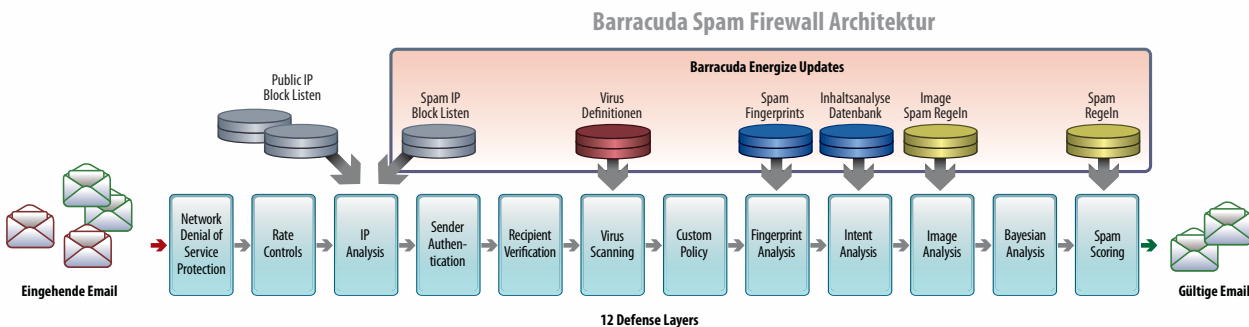 Barracuda Spam Firewall Architektur
Barracuda Energize Updates
Public IP
Block Listen
Spam IP
Block Listen
Virus
Definitionen
Spam
Fingerprints
Inhaltsanalyse
Datenbank
Image
Spam Regeln
Spam
Regeln
Eingehende Email
Network
Denial of
Service
Protection
Rate
Controls
IP
Analysis
Sender
Authen-
tication
Recipient
Verification
Virus
Scanning
Custom
Policy
Fingerprint
Analysis
Intent
Analysis
Image
Analysis
Bayesian
Analysis
Spam
Scoring
Gültige Email
12 Defense Layers